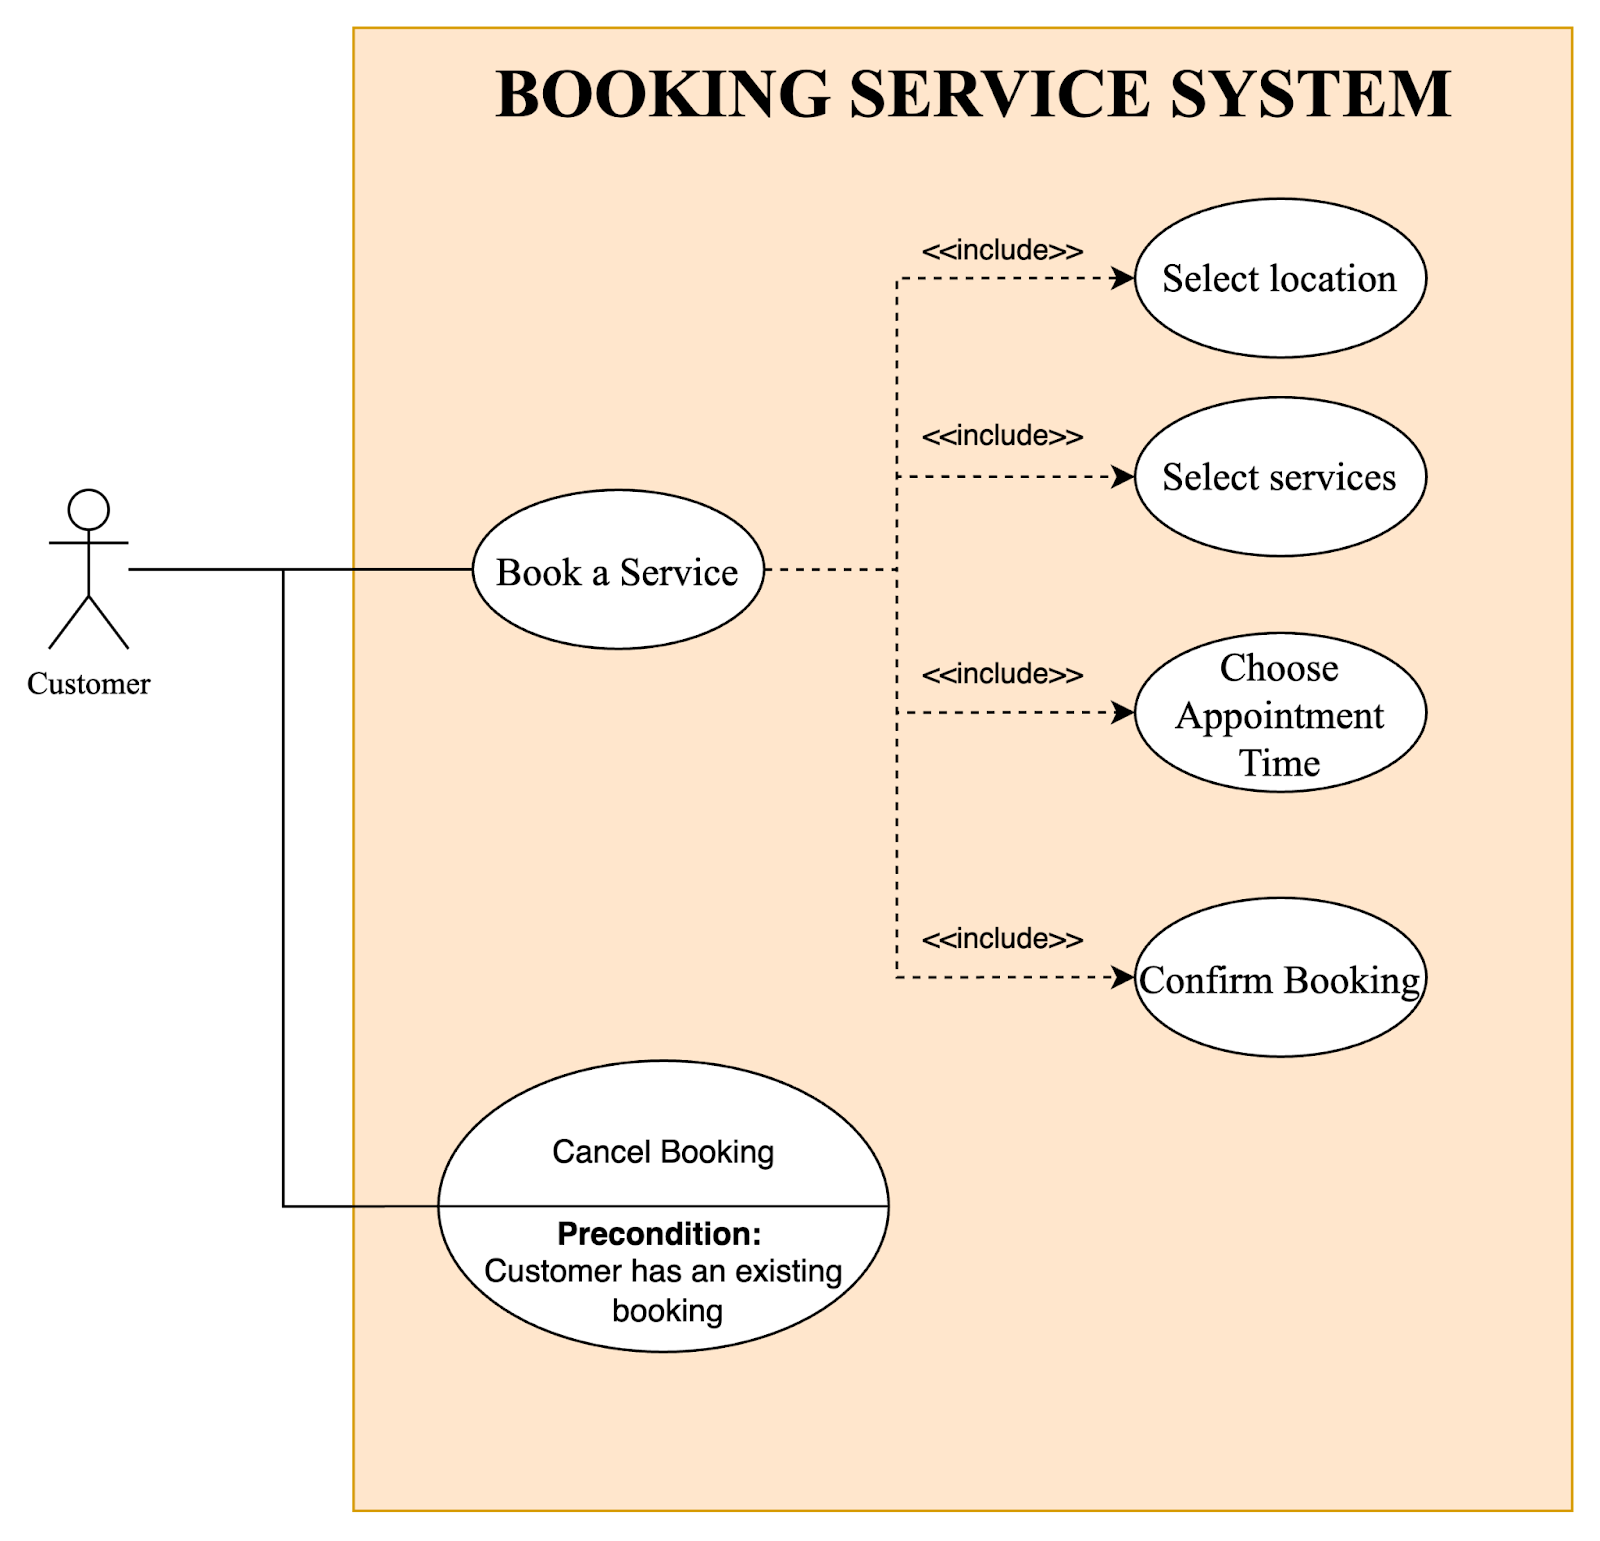 BOOKING SERVICE SYSTEM
<<include>>
Select location
<<include>>
Select services
Customer
Book a Service
<<include>>
Choose
Appointment
Time
<<include>>
Confirm Booking
Cancel Booking
Precondition:
Customer has an existing
booking